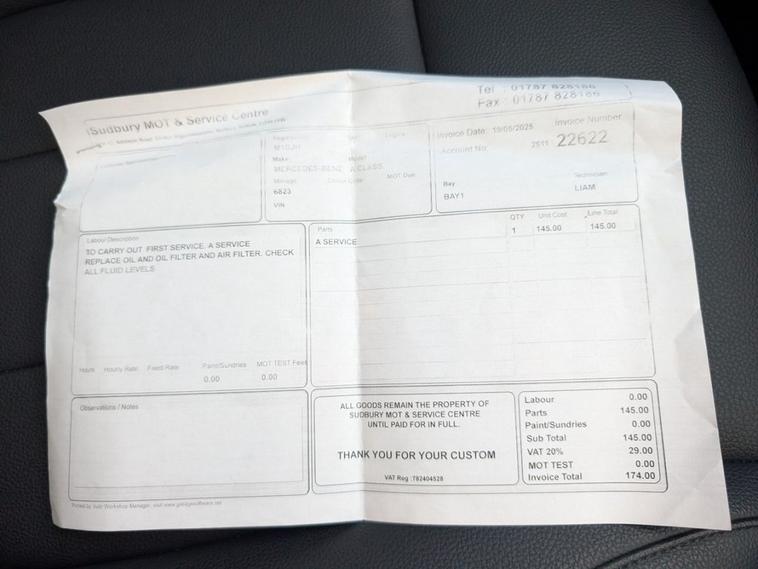 Tel : 01787 828186
Fax : 01787 828186
Sudbury MOT & Service Centre
Invoice Date: 19/05/2025
Invoice Number
Account No:
2511 22622
Make
Model
MERCEDES-BENZ A CLASS
Mileage
MOT Due
6823
VIN
Bay
Technician
BAY1
LIAM
Labour Description
TO CARRY OUT FIRST SERVICE, A SERVICE
REPLACE OIL AND OIL FILTER AND AIR FILTER. CHECK
ALL FLUID LEVELS
Parts
QTY Unit Cost Line Total
A SERVICE 1 145.00 145.00
Hours Hourly Rate Fixed Rate Paint/Sundries MOT TEST Fees
0.00 0.00
Observations / Notes
ALL GOODS REMAIN THE PROPERTY OF
SUDBURY MOT & SERVICE CENTRE
UNTIL PAID FOR IN FULL.
THANK YOU FOR YOUR CUSTOM
VAT Reg :782404528
Labour 0.00
Parts 145.00
Paint/Sundries 0.00
Sub Total 145.00
VAT 20% 29.00
MOT TEST 0.00
Invoice Total 174.00